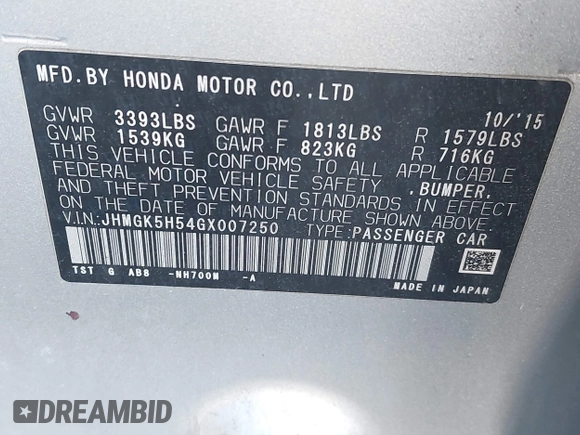 MFD.BY HONDA MOTOR CO.,LTD
10/'15
GVWR 3393LBS GAWR F 1813LBS R 1579LBS
GVWR 1539KG GAWR F 823KG R 716KG
THIS VEHICLE CONFORMS TO ALL APPLICABLE
FEDERAL MOTOR VEHICLE SAFETY, BUMPER,
AND THEFT PREVENTION STANDARDS IN EFFECT
ON THE DATE OF MANUFACTURE SHOWN ABOVE.
V.I.N.:JHMGK5H54GX007250 TYPE:PASSENGER CAR
TST G AB8 -NH700M -A
MADE IN JAPAN
DREAMBID